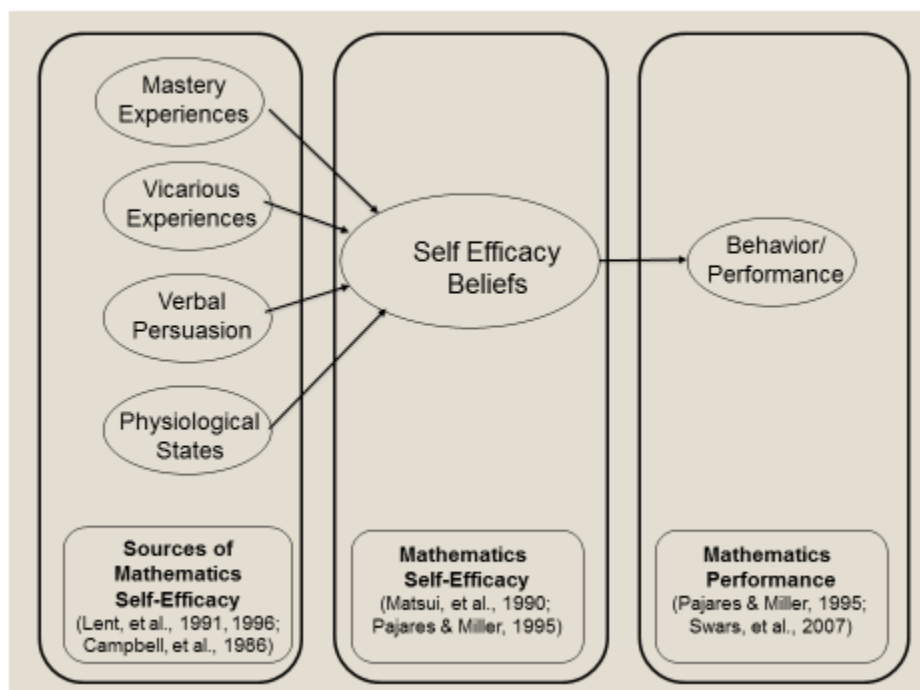 Mastery
Experiences
Vicarious
Experiences
Verbal
Persuasion
Physiological
States
Self Efficacy
Beliefs
Behavior/
Performance
Sources of
Mathematics
Self-Efficacy
(Lent, et al., 1991, 1996;
Campbell, et al., 1986)
Mathematics
Self-Efficacy
(Matsui, et al., 1990;
Pajares & Miller, 1995)
Mathematics
Performance
(Pajares & Miller, 1995;
Swars, et al., 2007)